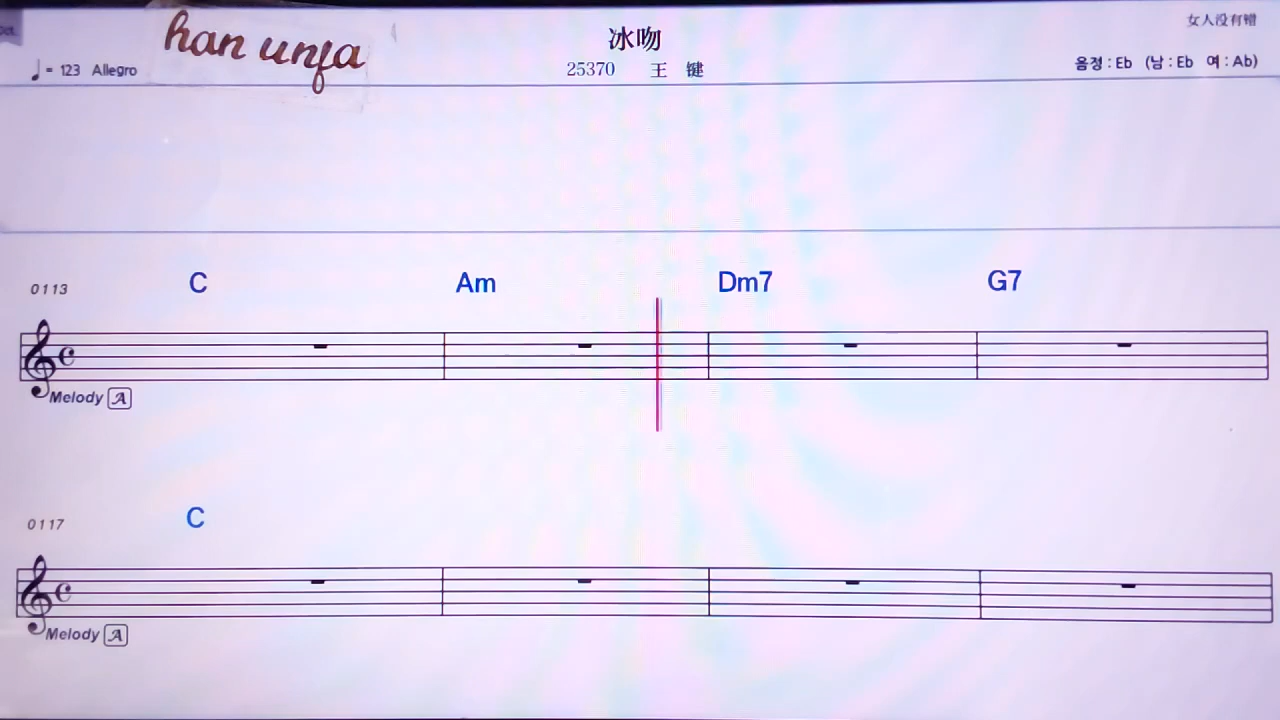 han unfa
冰吻
女人没有错
♩= 123 Allegro
25370 王 键
음정 : Eb (남 : Eb 여 : Ab)
0113 C Am Dm7 G7
Melody A
0117 C
Melody A